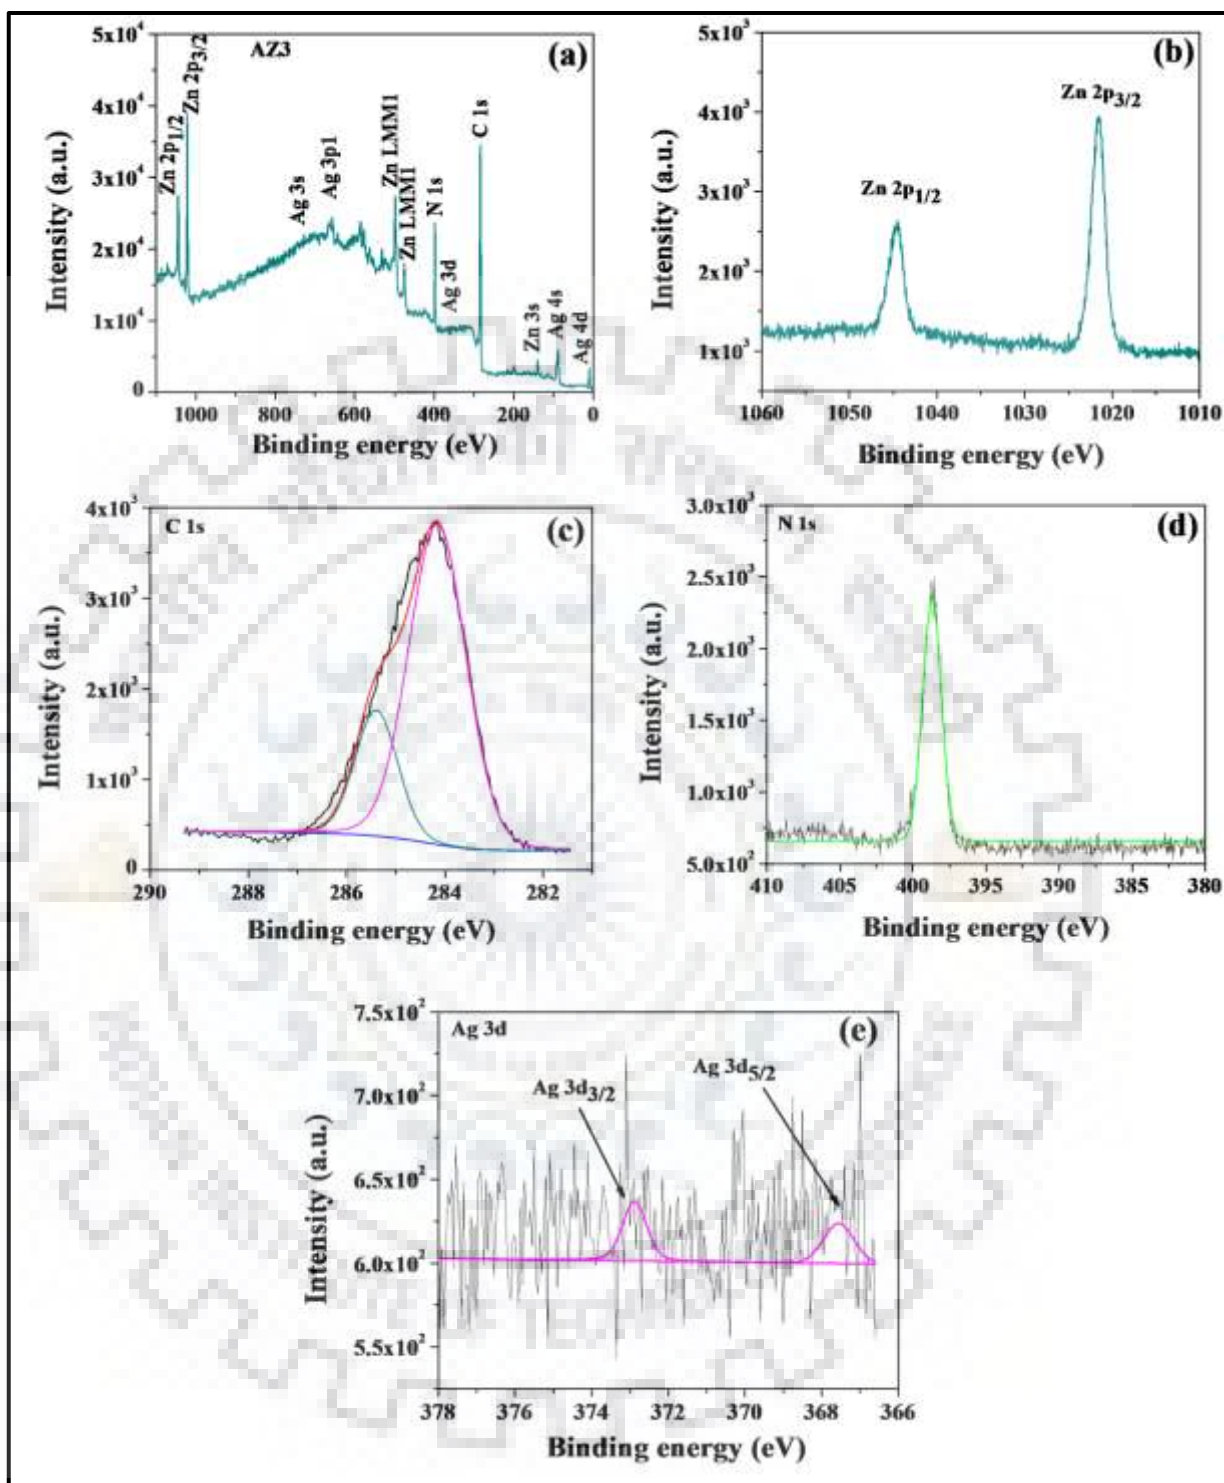 AZ3
(a)
Zn 2p1/2
Zn 2p3/2
Ag 3s
Ag 3p1
Zn LMM1
Zn LMM1
N 1s
Ag 3d
C 1s
Zn 3s
Ag 4s
Ag 4d
5x10⁴
4x10⁴
3x10⁴
2x10⁴
1x10⁴
0
Intensity (a.u.)
1000 800 600 400 200 0
Binding energy (eV)
(b)
Zn 2p1/2
Zn 2p3/2
5x10³
4x10³
3x10³
2x10³
1x10³
Intensity (a.u.)
1060 1050 1040 1030 1020 1010
Binding energy (eV)
C 1s
(c)
4x10³
3x10³
2x10³
1x10³
0
Intensity (a.u.)
290 288 286 284 282
Binding energy (eV)
N 1s
(d)
3.0x10³
2.5x10³
2.0x10³
1.5x10³
1.0x10³
5.0x10²
Intensity (a.u.)
410 405 400 395 390 385 380
Binding energy (eV)
Ag 3d
(e)
Ag 3d3/2
Ag 3d5/2
7.5x10²
7.0x10²
6.5x10²
6.0x10²
5.5x10²
Intensity (a.u.)
378 376 374 372 370 368 366
Binding energy (eV)